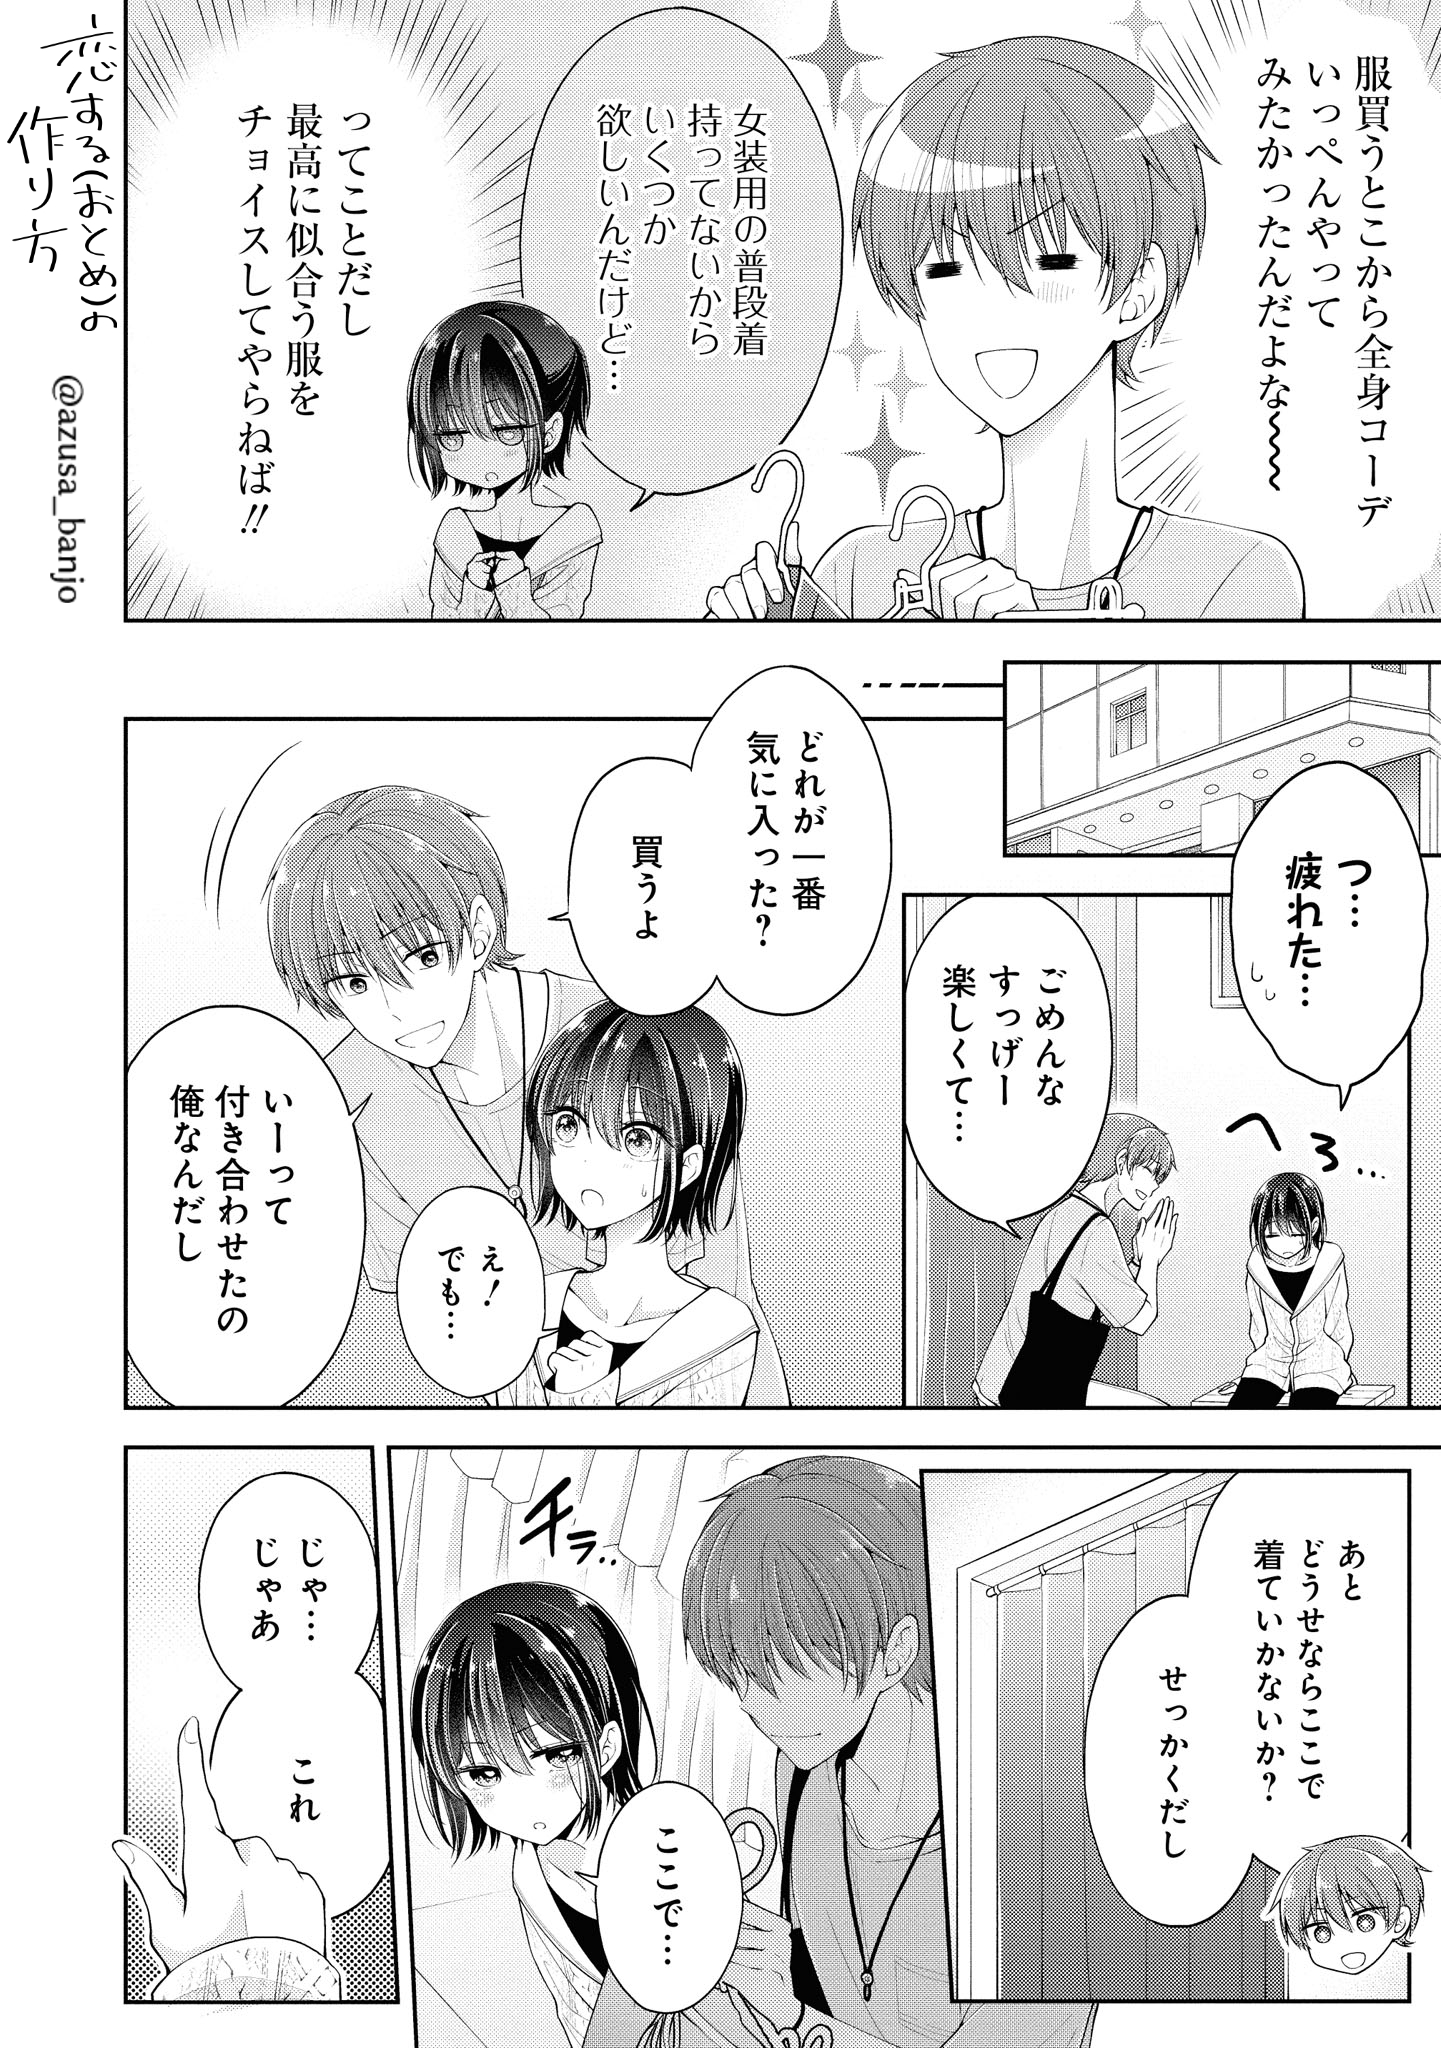 恋する(おとめ)の
作り方
@azusa_banjo
服買うとこから全身コーデ
いっぺんやって
みたかったんだよな〜〜〜
女装用の普段着
持ってないから
いくつか
欲しいんだけど…
ってことだし
最高に似合う服を
チョイスしてやらねば!!
つ…
疲れた…
へろ…
ごめんな
すっげー
楽しくて…
どれが一番
気に入った?
買うよ
え!
でも…
いーって
付き合わせたの
俺なんだし
あと
どうせならここで
着ていかないか?
せっかくだし
チラ…
ここで…
じゃ…
じゃあ
これ